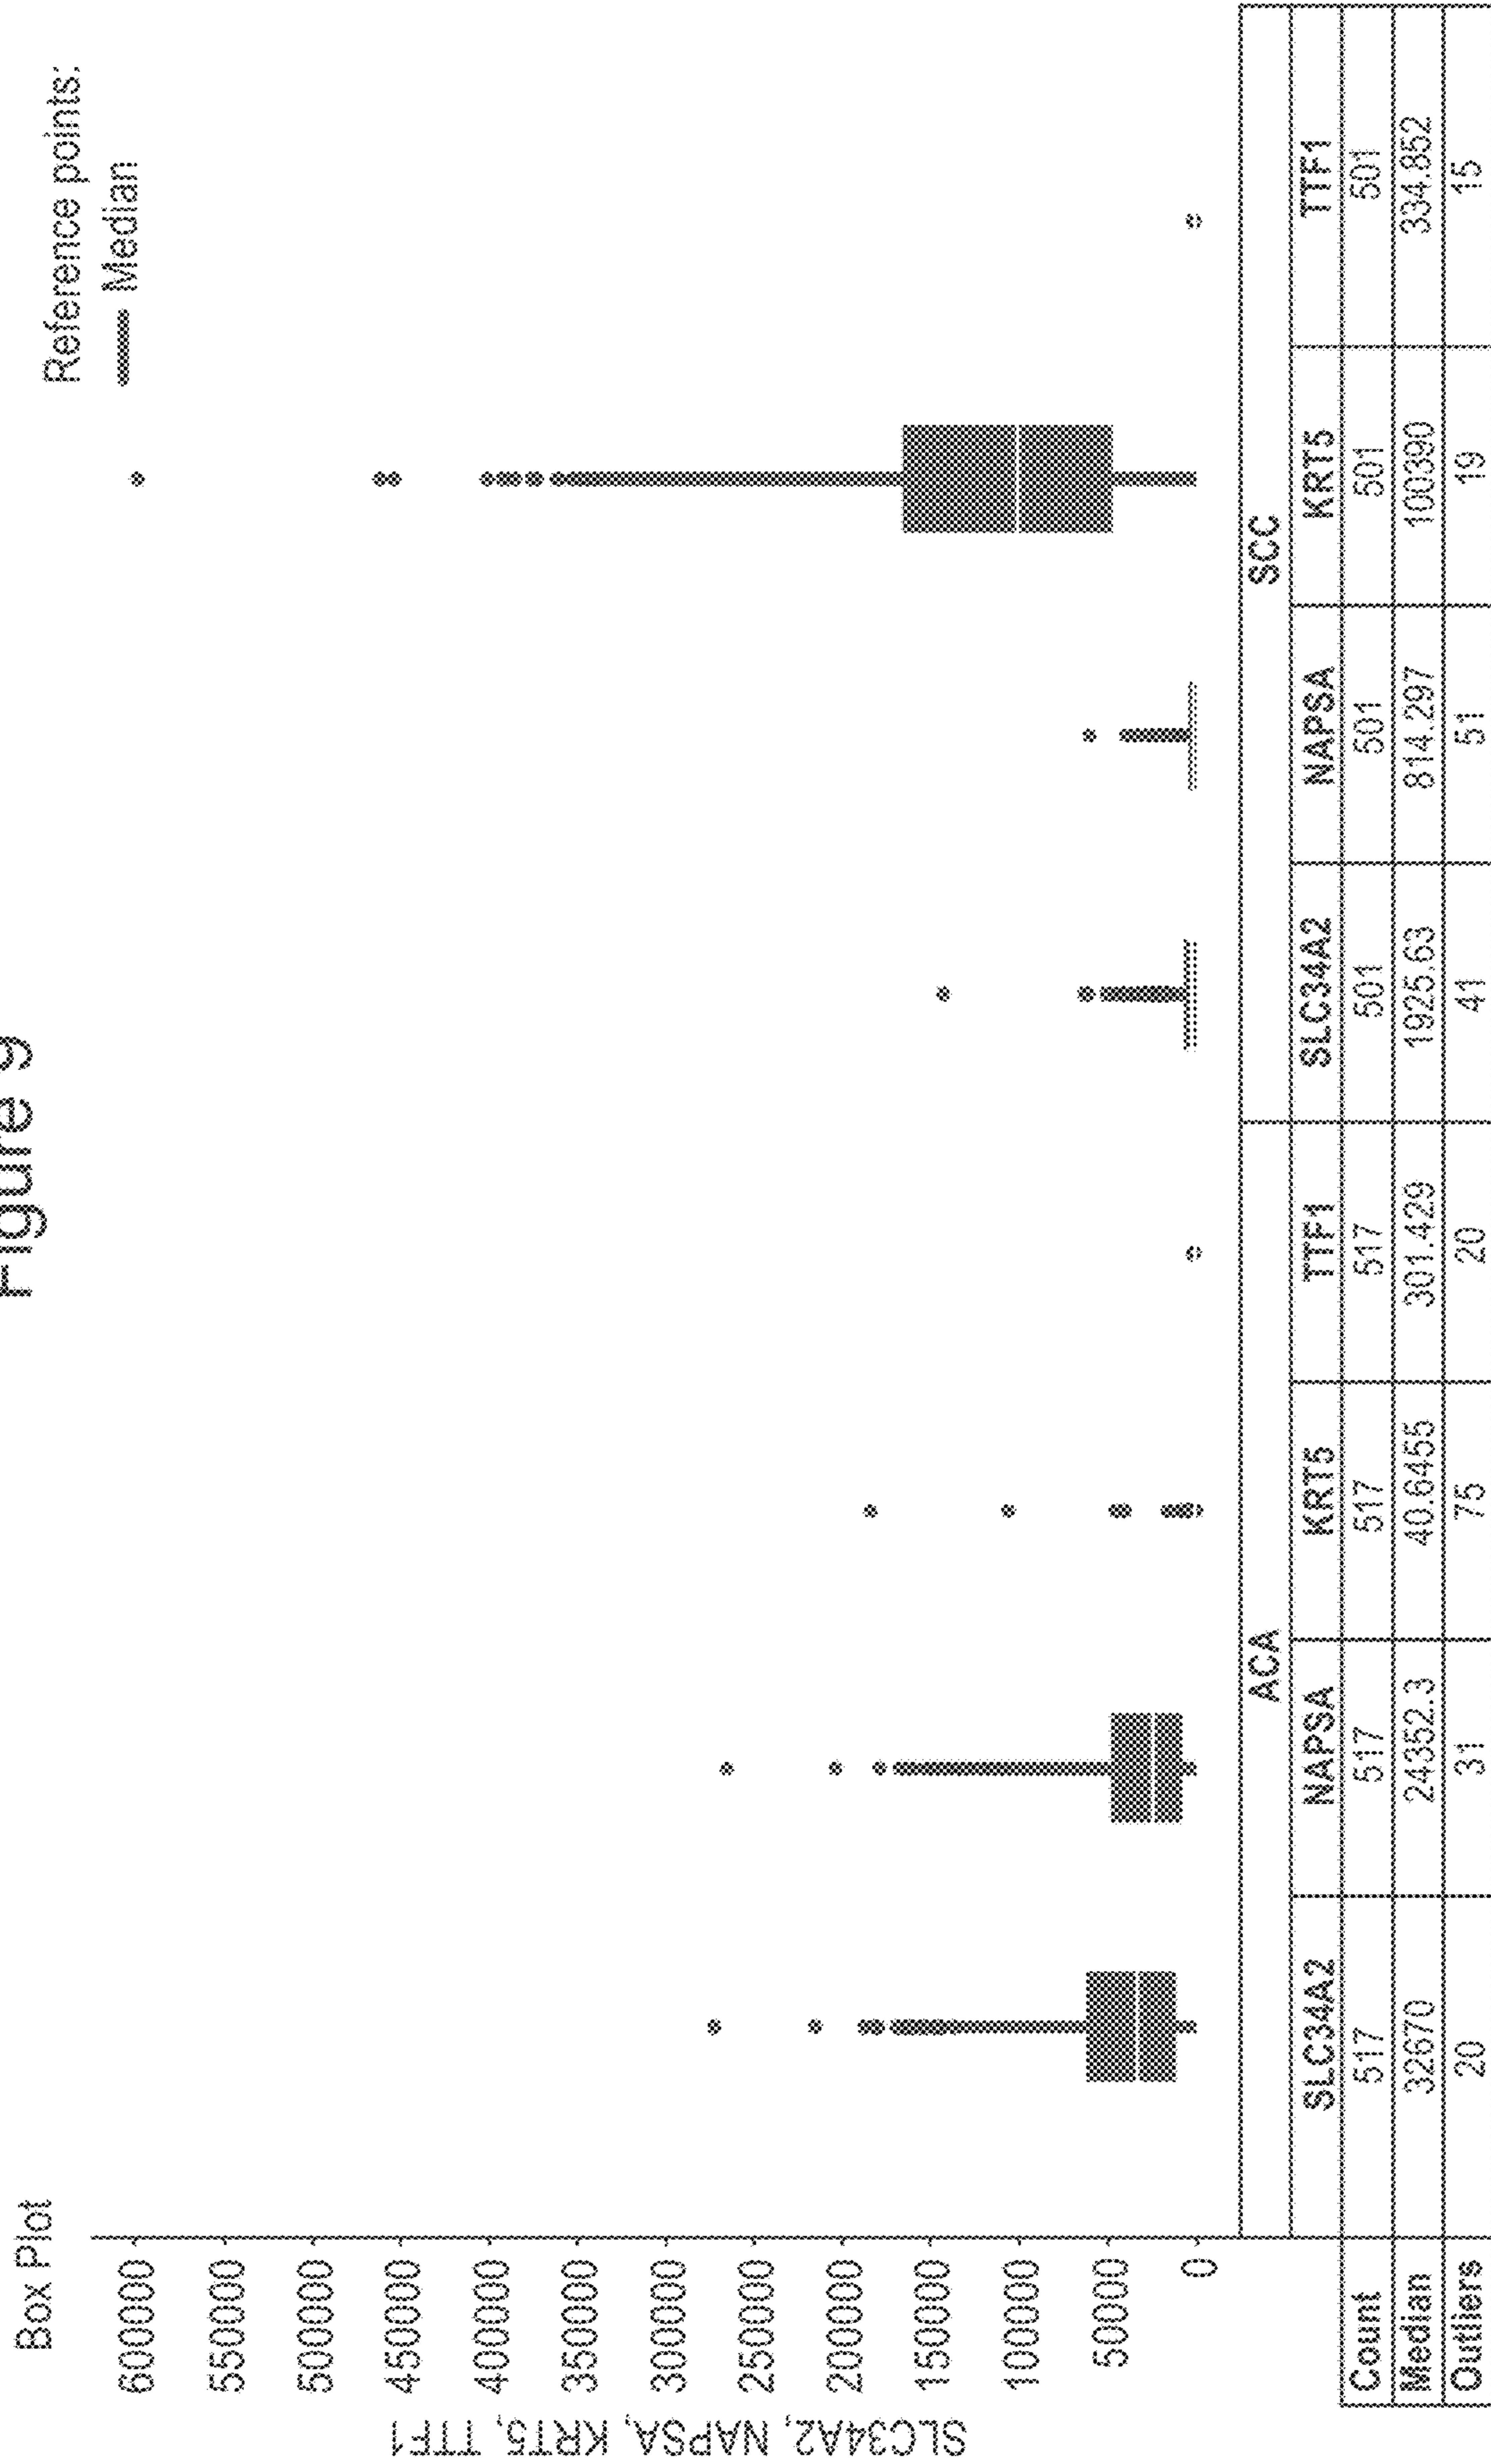 Figure 9
Box Plot
Reference points:
Median
SLC34A2, NAPSA, KRT5, TTF1
600000
550000
500000
450000
400000
350000
300000
250000
200000
150000
100000
50000
0
ACA SCC
SLC34A2 NAPSA KRT5 TTF1 SLC34A2 NAPSA KRT5 TTF1
Count 517 517 517 517 501 501 501 501
Median 32670 24352.3 40.6455 301.429 1925.63 814.297 100390 334.852
Outliers 20 31 75 20 41 51 19 15